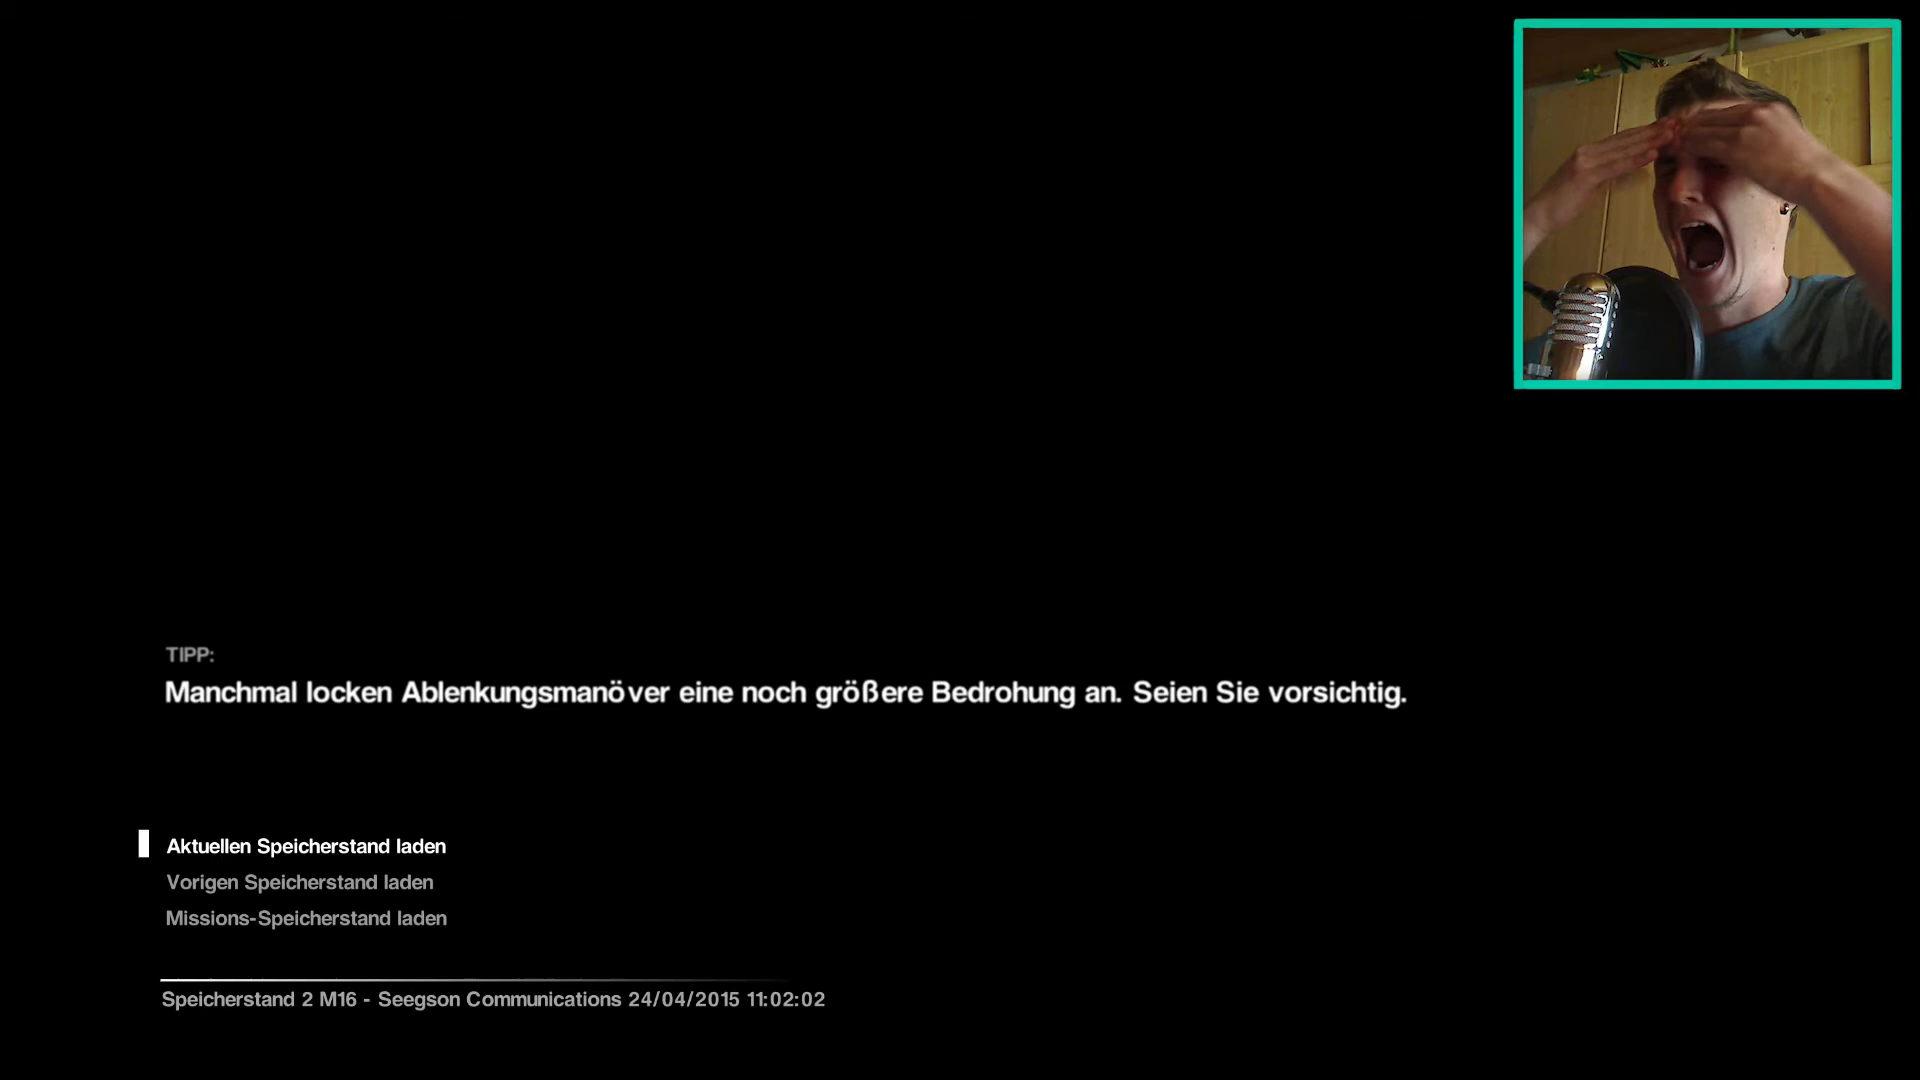 TIPP:
Manchmal locken Ablenkungsmanöver eine noch größere Bedrohung an. Seien Sie vorsichtig.
Aktuellen Speicherstand laden
Vorigen Speicherstand laden
Missions-Speicherstand laden
Speicherstand 2 M16 - Seegson Communications 24/04/2015 11:02:02